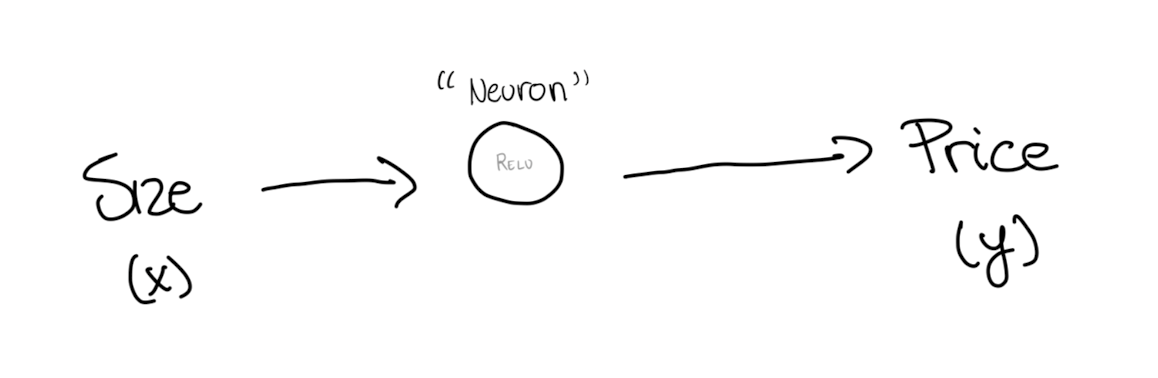 “Neuron”
Size
(x)
RELU
Price
(y)